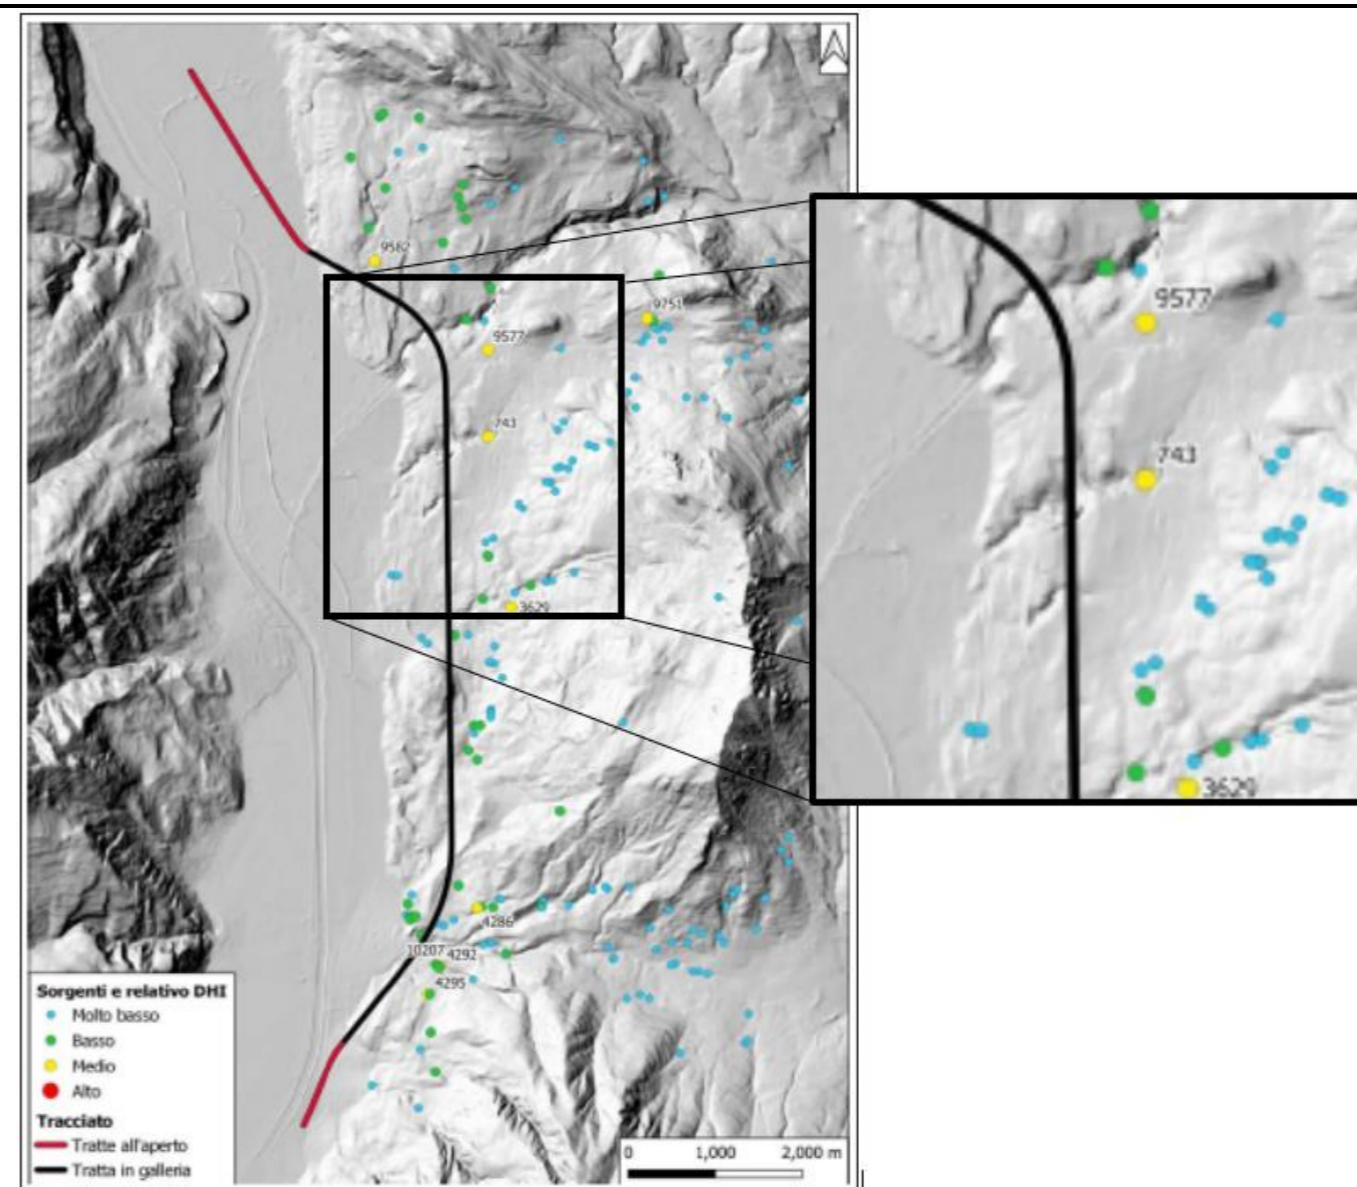 9582
9751
9577
743
3629
4286
10207 4292
4295
9577
743
3629
Sorgenti e relativo DHI
Molto basso
Basso
Medio
Alto
Tracciato
Tratte all'aperto
Tratta in galleria
0 1,000 2,000 m